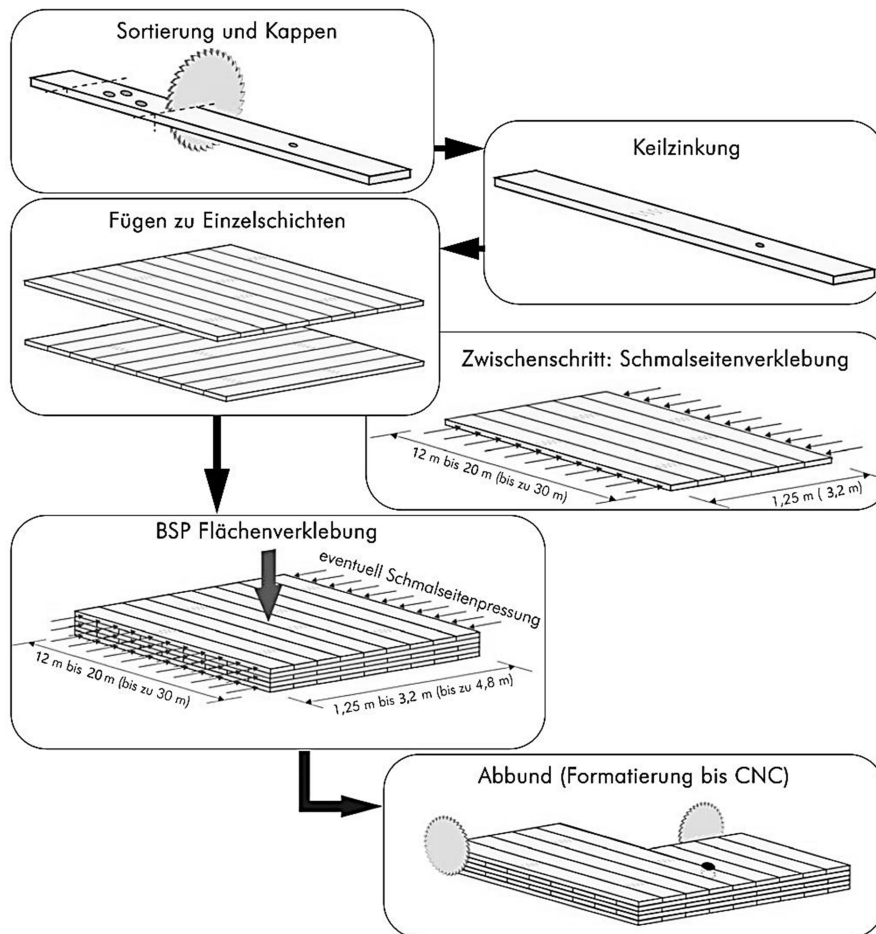 Sortierung und Kappen
Keilzinkung
Fügen zu Einzelschichten
Zwischenschritt: Schmalseitenverklebung
12 m bis 20 m (bis zu 30 m)
1,25 m ( 3,2 m)
BSP Flächenverklebung
eventuell Schmalseitenpressung
12 m bis 20 m (bis zu 30 m)
1,25 m bis 3,2 m (bis zu 4,8 m)
Abbund (Formatierung bis CNC)